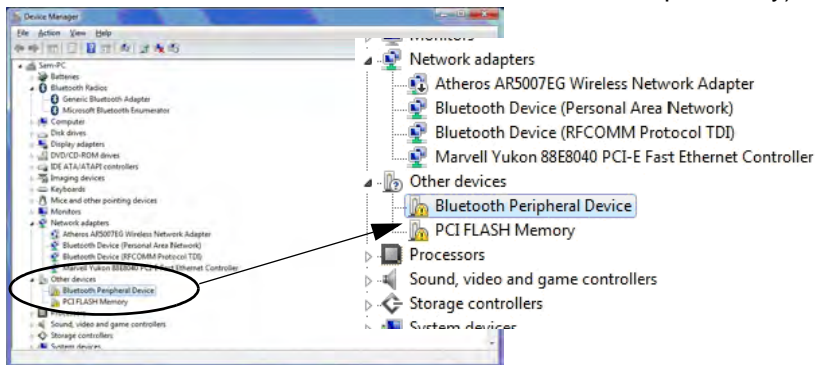 Device Manager
File Action View Help
Sam-PC
Batteries
Bluetooth Radios
Generic Bluetooth Adapter
Microsoft Bluetooth Enumerator
Computer
Disk drives
Display adapters
DVD/CD-ROM drives
IDE ATA/ATAPI controllers
Imaging devices
Keyboards
Mice and other pointing devices
Monitors
Network adapters
Atheros AR5007EG Wireless Network Adapter
Bluetooth Device (Personal Area Network)
Bluetooth Device (RFCOMM Protocol TDI)
Marvell Yukon 88E8040 PCI-E Fast Ethernet Controller
Other devices
Bluetooth Peripheral Device
PCI FLASH Memory
Processors
Sound, video and game controllers
Storage controllers
System devices
Monitors
Network adapters
Atheros AR5007EG Wireless Network Adapter
Bluetooth Device (Personal Area Network)
Bluetooth Device (RFCOMM Protocol TDI)
Marvell Yukon 88E8040 PCI-E Fast Ethernet Controller
Other devices
Bluetooth Peripheral Device
PCI FLASH Memory
Processors
Sound, video and game controllers
Storage controllers
System devices